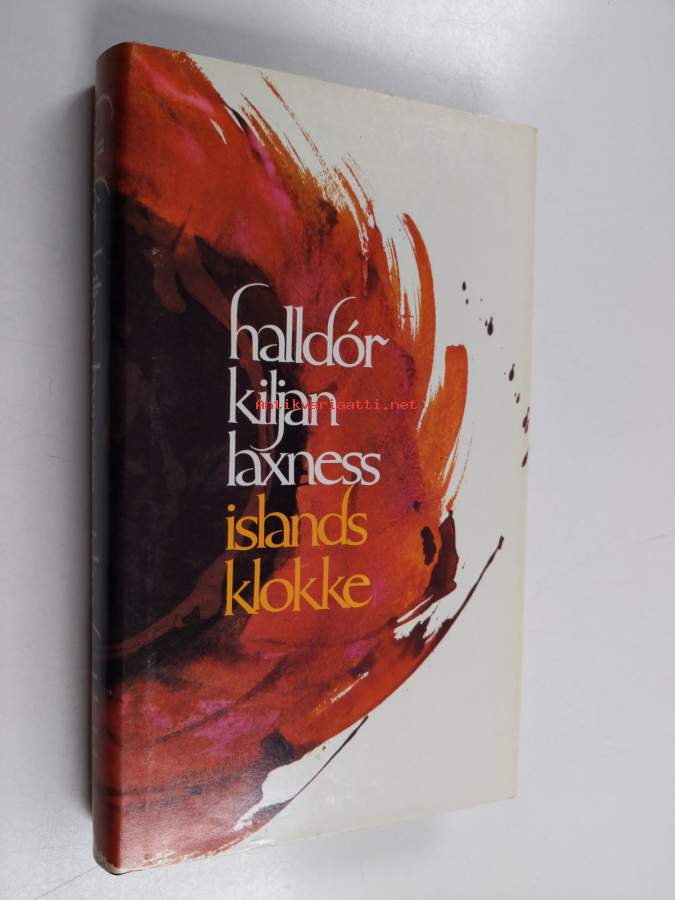 halldór
kiljan
Antikvariaatti.net
laxness
islands
klokke